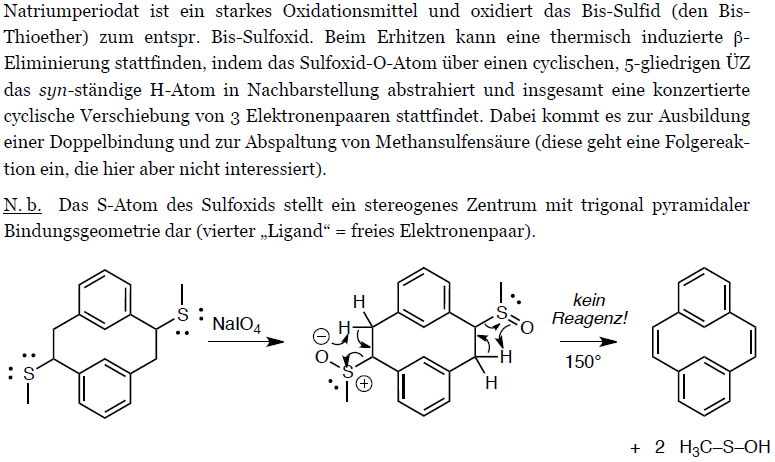 Natriumperiodat ist ein starkes Oxidationsmittel und oxidiert das Bis-Sulfid (den Bis-
Thioether) zum entspr. Bis-Sulfoxid. Beim Erhitzen kann eine thermisch induzierte β-
Eliminierung stattfinden, indem das Sulfoxid-O-Atom über einen cyclischen, 5-gliedrigen ÜZ
das syn-ständige H-Atom in Nachbarstellung abstrahiert und insgesamt eine konzertierte
cyclische Verschiebung von 3 Elektronenpaaren stattfindet. Dabei kommt es zur Ausbildung
einer Doppelbindung und zur Abspaltung von Methansulfensäure (diese geht eine Folgereak-
tion ein, die hier aber nicht interessiert).
N. b. Das S-Atom des Sulfoxids stellt ein stereogenes Zentrum mit trigonal pyramidaler
Bindungsgeometrie dar (vierter „Ligand“ = freies Elektronenpaar).
S
S
NaIO4
H
H
O
S
S
O
H
H
kein
Reagenz!
150°
+ 2 H3C–S–OH